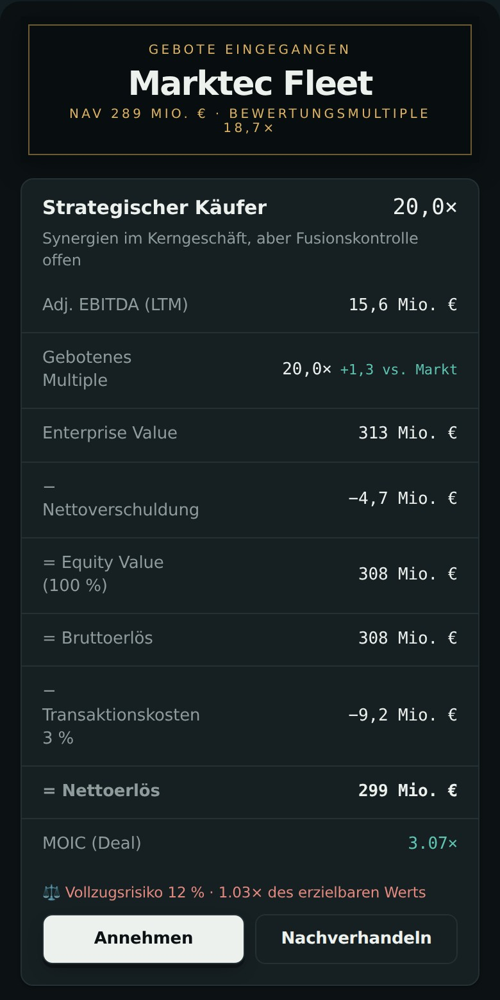 GEBOTE EINGEGANGEN
Marktec Fleet
NAV 289 MIO. € · BEWERTUNGSMULTIPLE
18,7×
Strategischer Käufer 20,0×
Synergien im Kerngeschäft, aber Fusionskontrolle
offen
Adj. EBITDA (LTM) 15,6 Mio. €
Gebotenes
Multiple 20,0× +1,3 vs. Markt
Enterprise Value 313 Mio. €
−
Nettoverschuldung −4,7 Mio. €
= Equity Value
(100 %) 308 Mio. €
= Bruttoerlös 308 Mio. €
−
Transaktionskosten −9,2 Mio. €
3 %
= Nettoerlös 299 Mio. €
MOIC (Deal) 3.07×
⚖️ Vollzugsrisiko 12 % · 1.03× des erzielbaren Werts
Annehmen Nachverhandeln